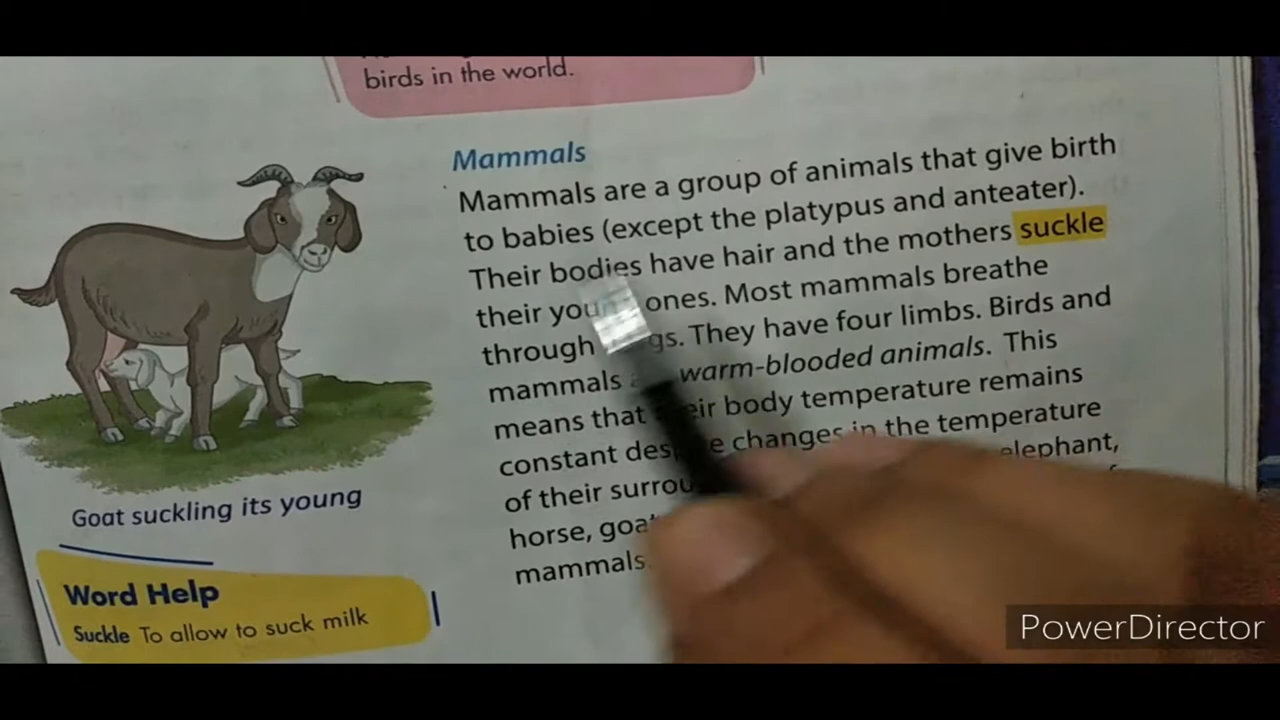 birds in the world.
Mammals
Mammals are a group of animals that give birth
to babies (except the platypus and anteater).
Their bodies have hair and the mothers suckle
their young ones. Most mammals breathe
through They have four limbs. Birds and
mammals warm-blooded animals. This
means that their body temperature remains
constant despite changes in the temperature
of their elephant,
horse,
mammals.
Goat suckling its young
Word Help
Suckle To allow to suck milk
PowerDirector